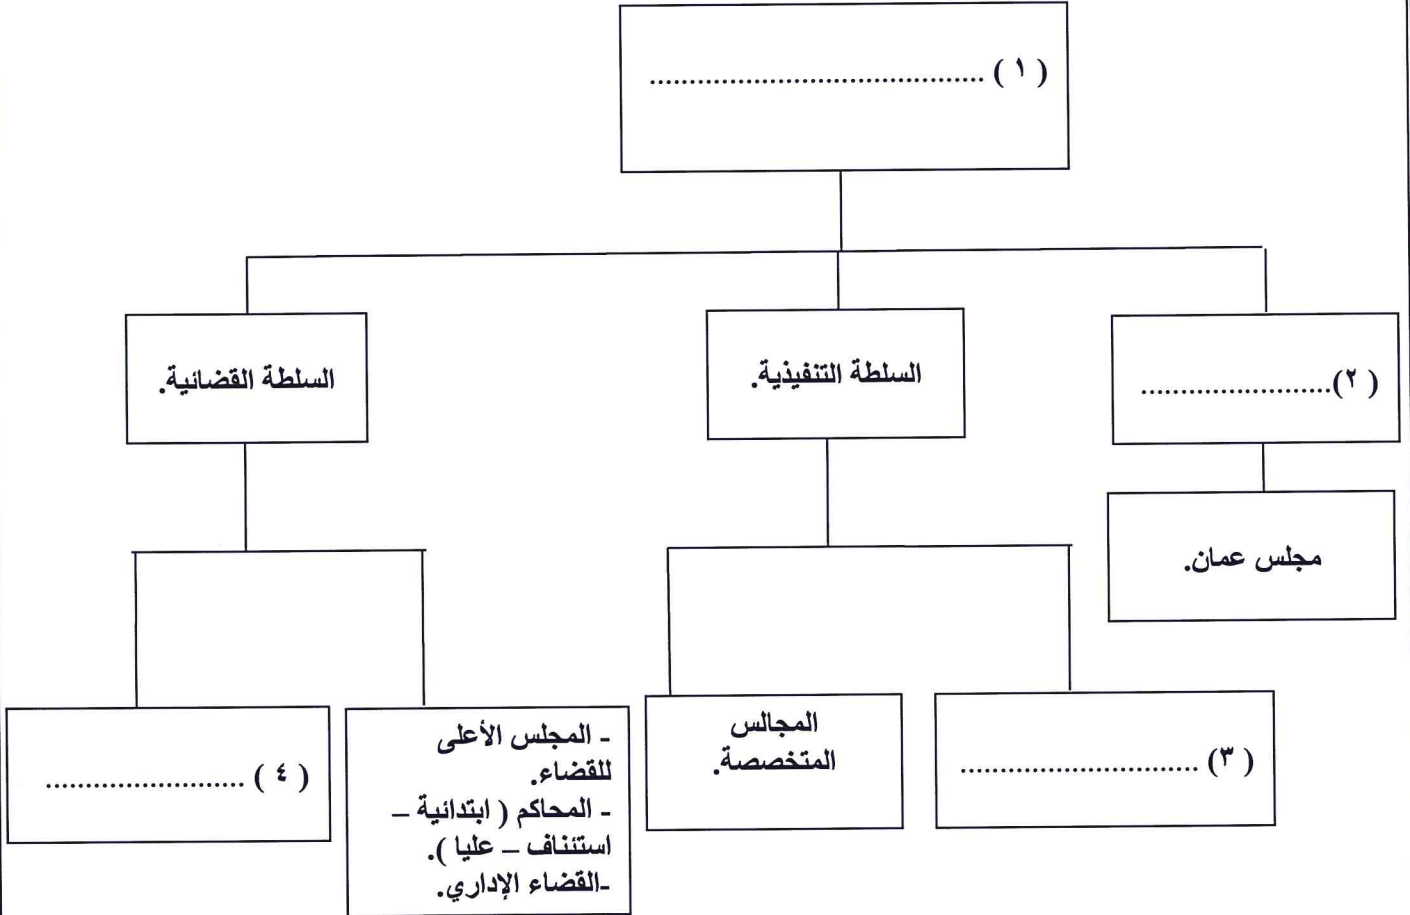 ( ١ ) ..........................................
(٢ )........................
السلطة التنفيذية.
السلطة القضائية.
مجلس عمان.
(٣ ) ..............................
المجالس
المتخصصة.
- المجلس الأعلى
للقضاء.
- المحاكم ( ابتدائية –
استئناف – عليا ).
-القضاء الإداري.
( ٤ ) .........................